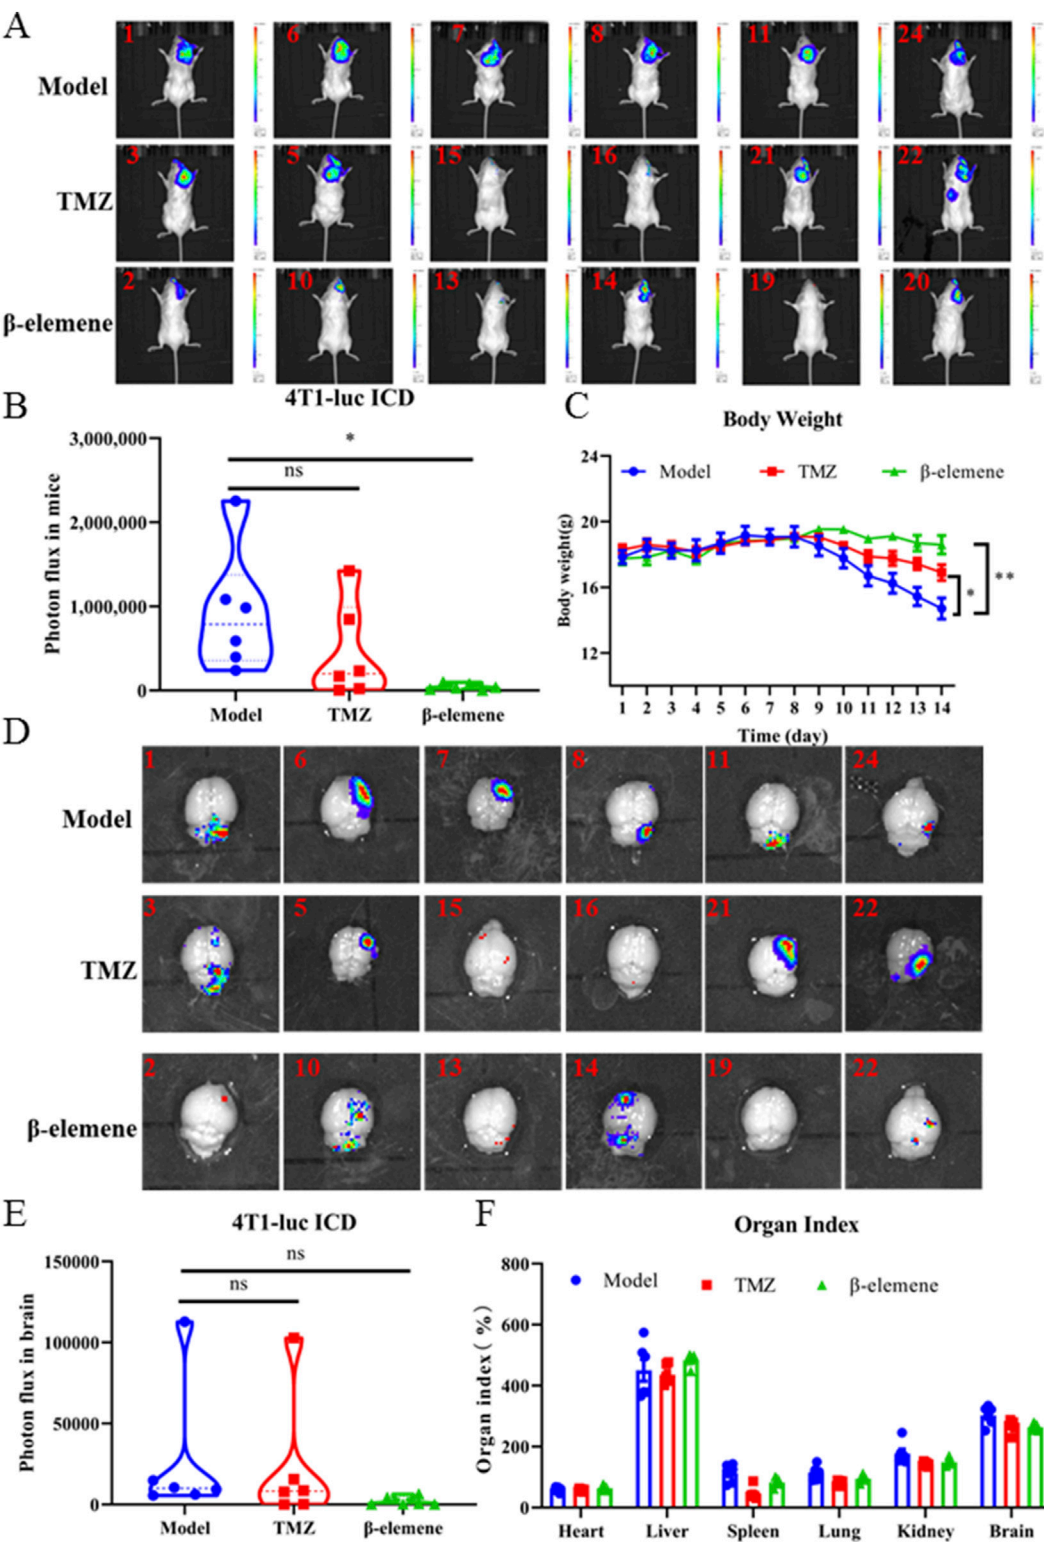 A
1 6 7 8 11 24
Model
3 5 15 16 21 22
TMZ
2 10 13 14 19 20
β-elemene
B
4T1-luc ICD
3,000,000
2,000,000
1,000,000
0
Photon flux in mice
*
ns
Model TMZ β-elemene
C
Body Weight
24
20
16
12
Body weight(g)
Model TMZ β-elemene
*
**
1 2 3 4 5 6 7 8 9 10 11 12 13 14
Time (day)
D
1 6 7 8 11 24
Model
3 5 15 16 21 22
TMZ
2 10 13 14 19 22
β-elemene
E
4T1-luc ICD
150000
100000
50000
0
Photon flux in brain
ns
ns
Model TMZ β-elemene
F
Organ Index
800
600
400
200
0
Organ index( %)
Model TMZ β-elemene
Heart Liver Spleen Lung Kidney Brain